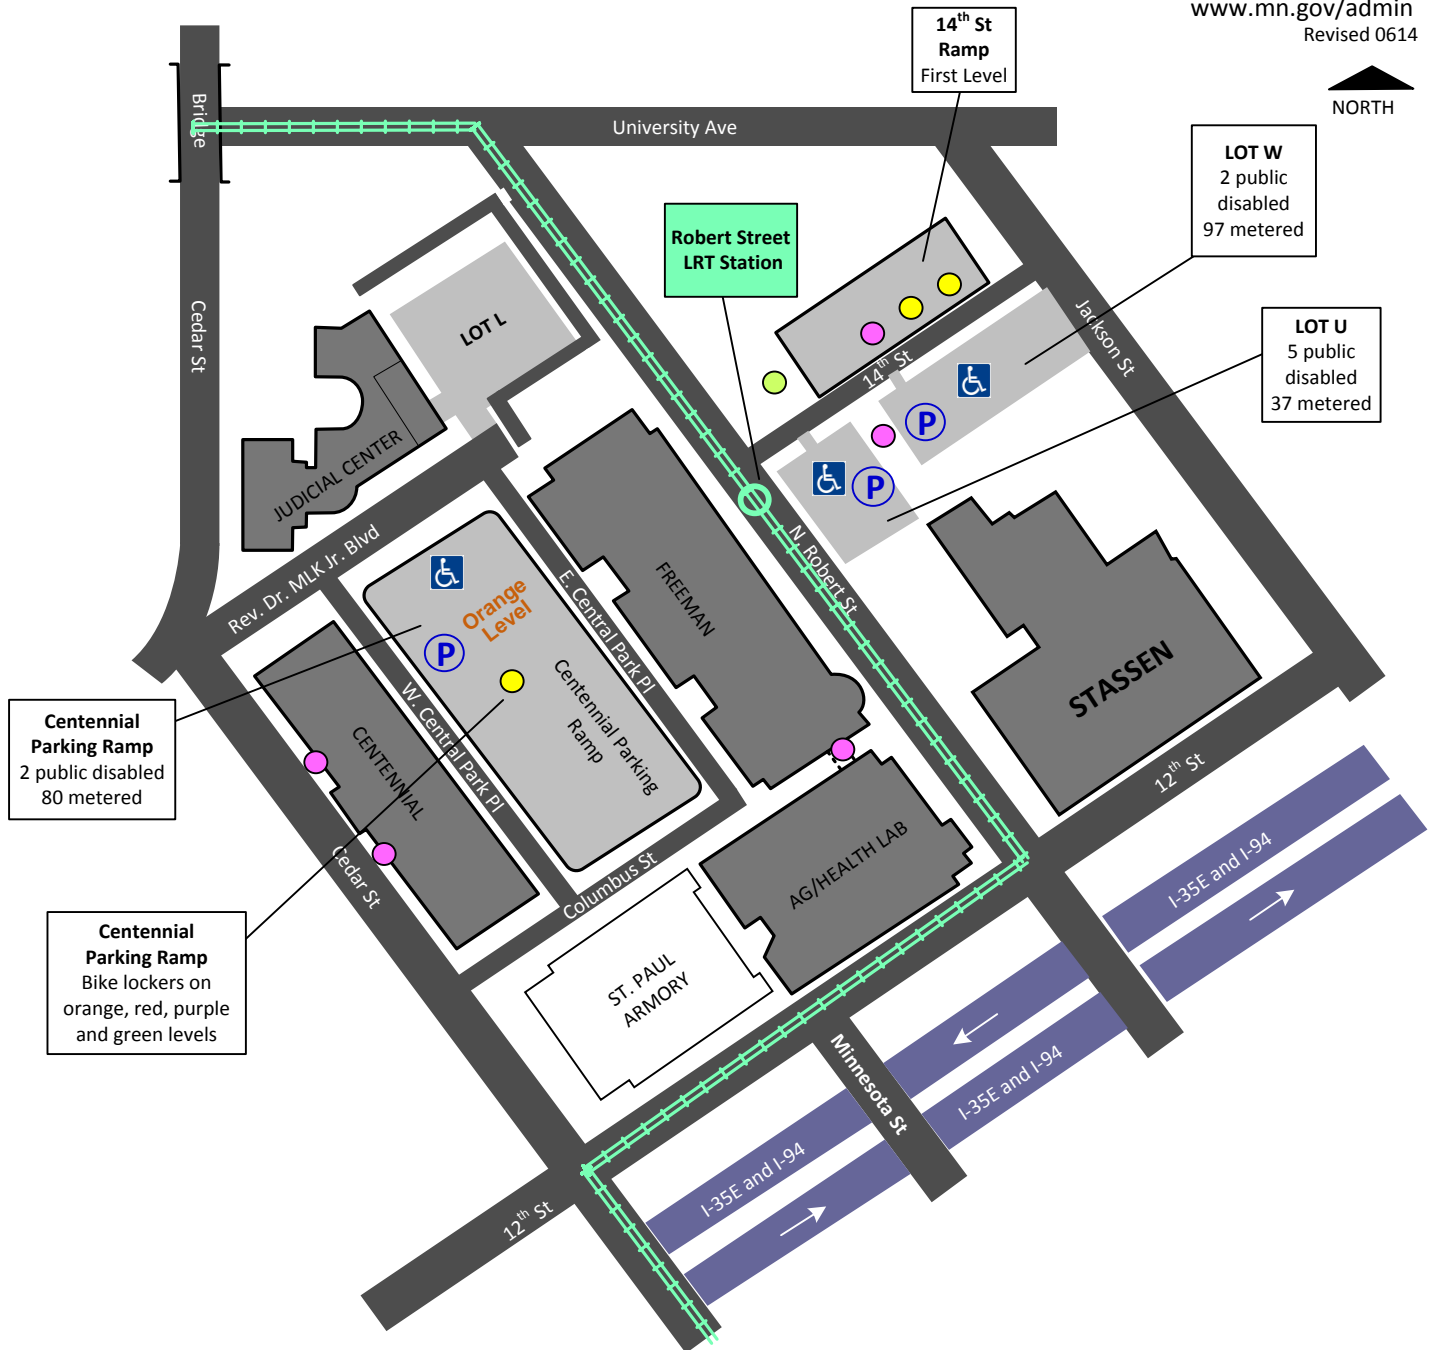 www.mn.gov/admin
Revised 0614
NORTH
14th St
Ramp
First Level
Bridge
University Ave
LOT W
2 public
disabled
97 metered
Robert Street
LRT Station
Cedar St
LOT L
Jackson St
LOT U
5 public
disabled
37 metered
14th St
JUDICIAL CENTER
P
P
N. Robert St
Rev. Dr. MLK Jr. Blvd
Orange
Level
E. Central Park Pl
FREEMAN
P
STASSEN
Centennial
Parking Ramp
2 public disabled
80 metered
CENTENNIAL
W. Central Park Pl
Centennial Parking
Ramp
12th St
Cedar St
Columbus St
AG/HEALTH LAB
I-35E and I-94
Centennial
Parking Ramp
Bike lockers on
orange, red, purple
and green levels
ST. PAUL
ARMORY
Minnesota St
I-35E and I-94
I-35E and I-94
12th St